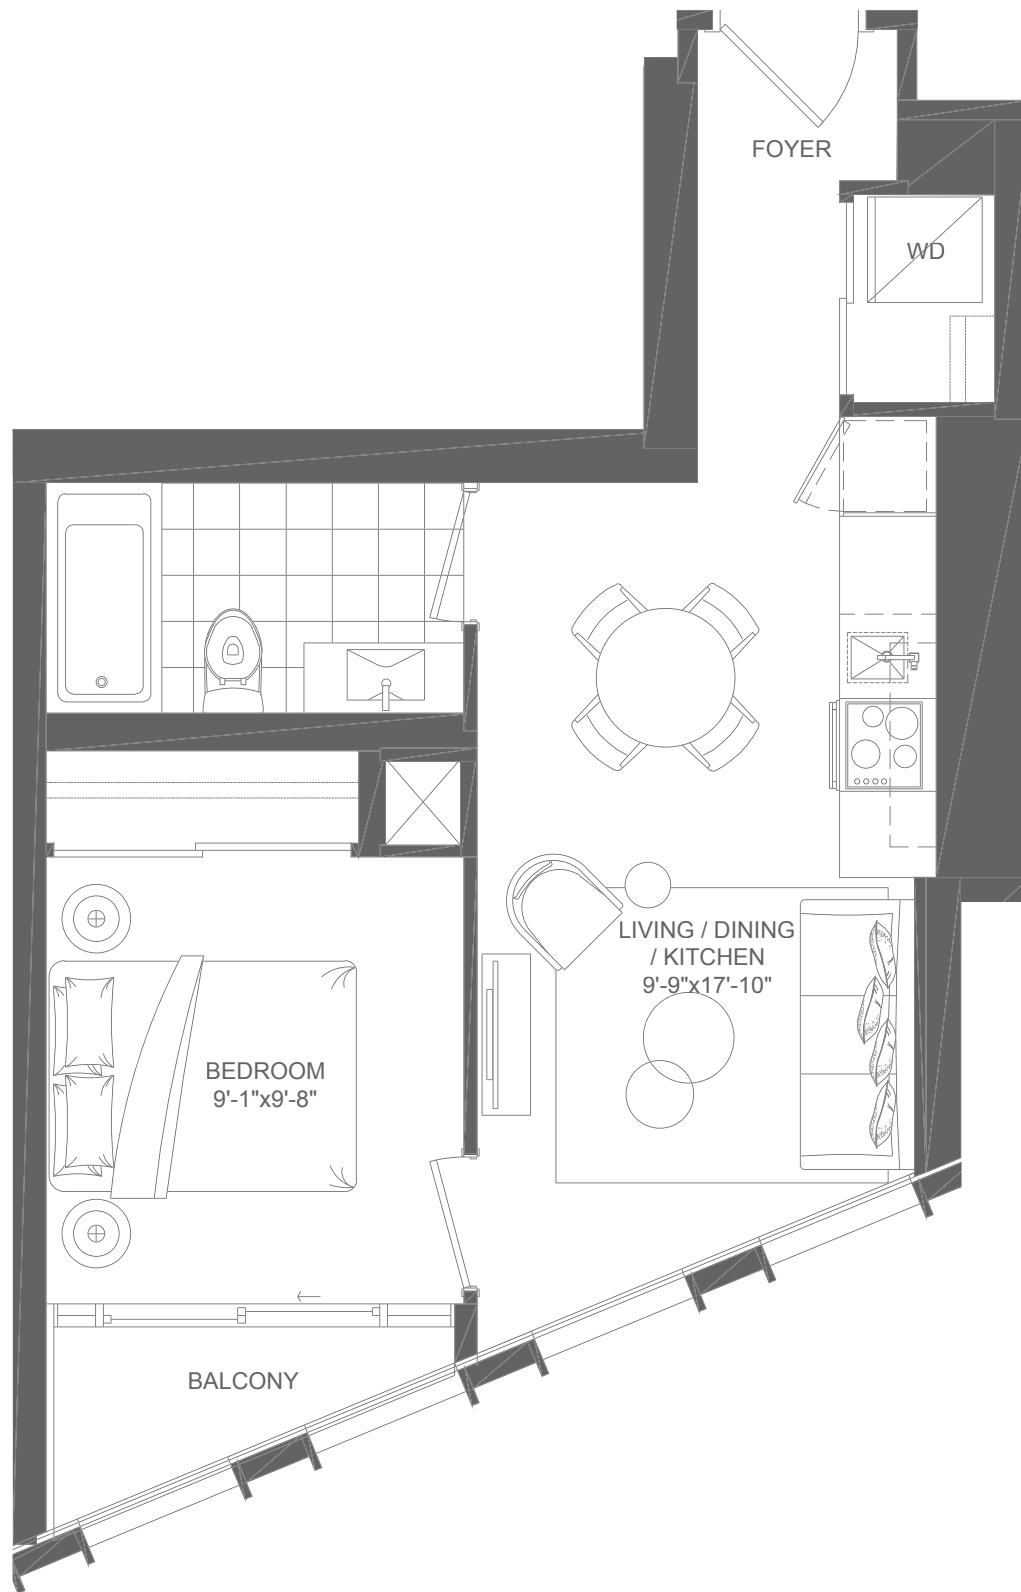 FOYER
WD
LIVING / DINING
/ KITCHEN
9'-9"x17'-10"
BEDROOM
9'-1"x9'-8"
BALCONY